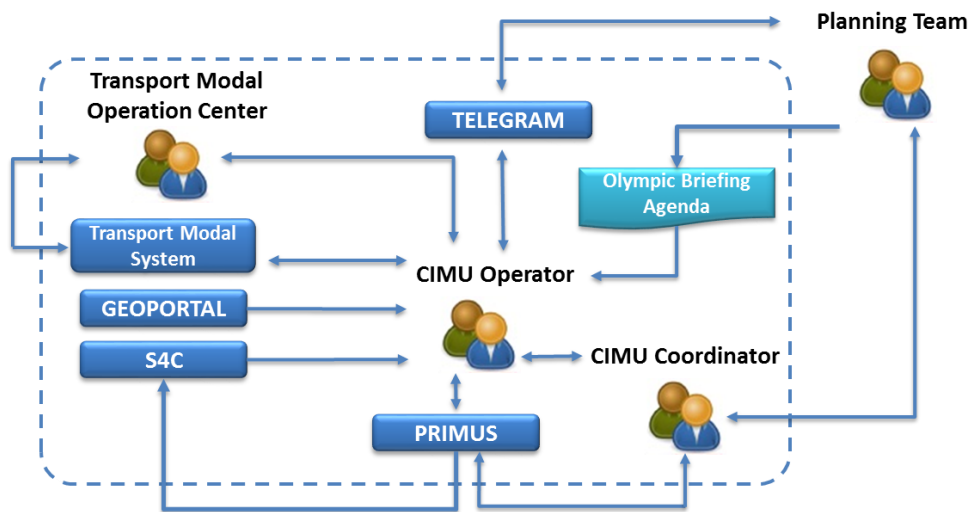 Planning Team
Transport Modal
Operation Center
TELEGRAM
Olympic Briefing
Agenda
Transport Modal
System
CIMU Operator
GEOPORTAL
S4C
CIMU Coordinator
PRIMUS